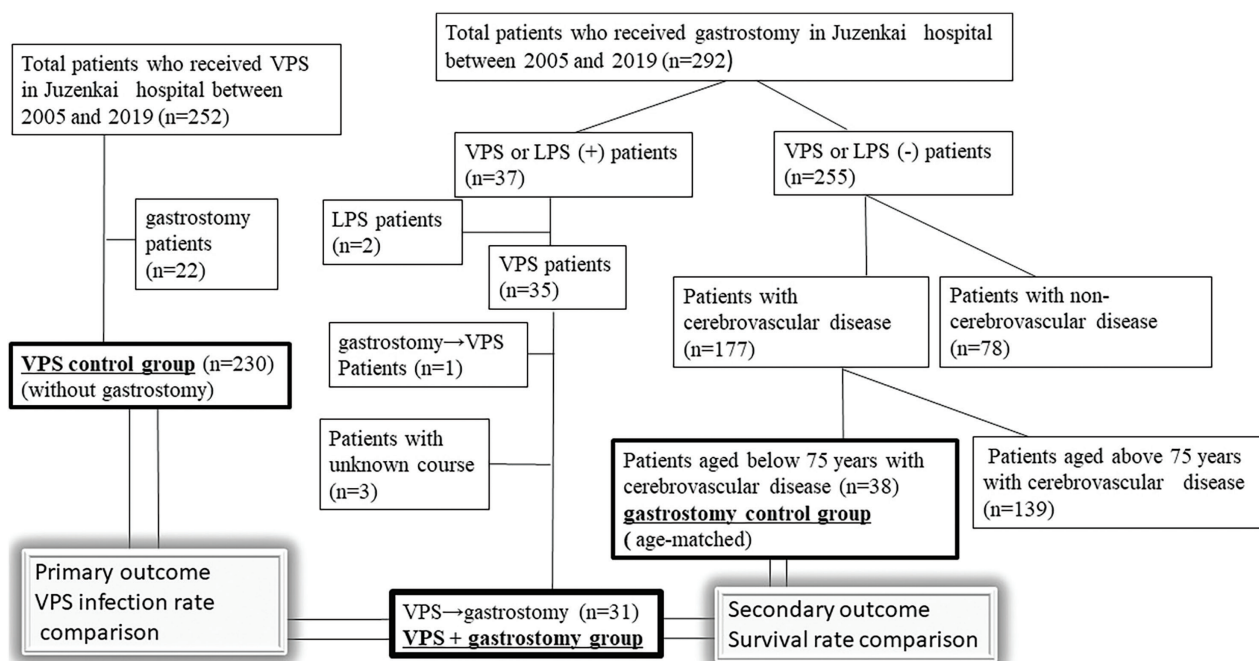 Total patients who received VPS
in Juzenkai hospital between
2005 and 2019 (n=252)
gastrostomy
patients
(n=22)
VPS control group (n=230)
(without gastrostomy)
Primary outcome
VPS infection rate
comparison
Total patients who received gastrostomy in Juzenkai hospital
between 2005 and 2019 (n=292)
VPS or LPS (+) patients
(n=37)
LPS patients
(n=2)
VPS patients
(n=35)
gastrostomy→VPS
Patients (n=1)
Patients with
unknown course
(n=3)
VPS→gastrostomy (n=31)
VPS + gastrostomy group
VPS or LPS (-) patients
(n=255)
Patients with
cerebrovascular disease
(n=177)
Patients with non-
cerebrovascular disease
(n=78)
Patients aged below 75 years with
cerebrovascular disease (n=38)
gastrostomy control group
( age-matched)
Patients aged above 75 years
with cerebrovascular disease
(n=139)
Secondary outcome
Survival rate comparison